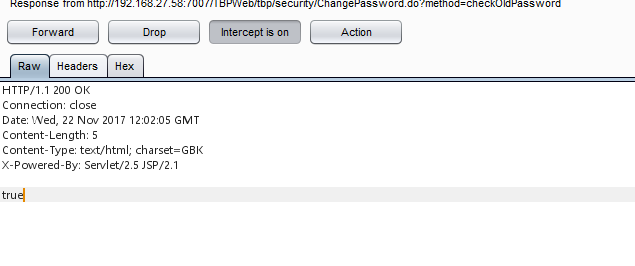 Response from http://192.168.27.58:7007/TBPWeb/tbp/security/ChangePassword.do?method=checkOldPassword
Forward Drop Intercept is on Action
Raw Headers Hex
HTTP/1.1 200 OK
Connection: close
Date: Wed, 22 Nov 2017 12:02:05 GMT
Content-Length: 5
Content-Type: text/html; charset=GBK
X-Powered-By: Servlet/2.5 JSP/2.1
true